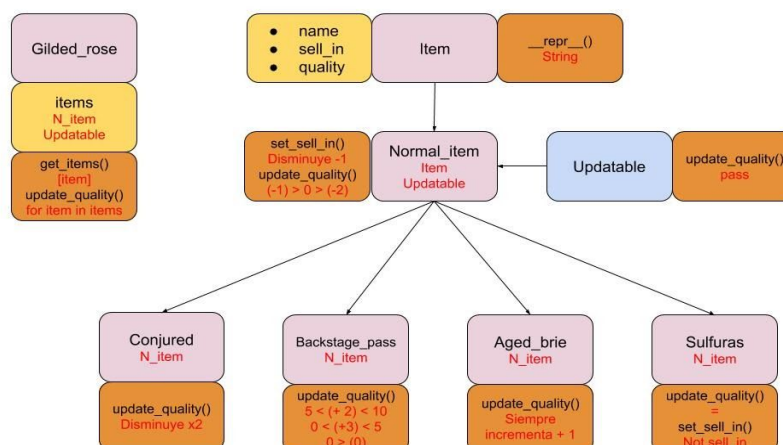 Gilded_rose
items
N_item
Updatable
get_items()
[item]
update_quality()
for item in items
name
sell_in
quality
Item
__repr__()
String
set_sell_in()
Disminuye -1
update_quality()
(-1) > 0 > (-2)
Normal_item
Item
Updatable
Updatable
update_quality()
pass
Conjured
N_item
update_quality()
Disminuye x2
Backstage_pass
N_item
update_quality()
5 < (+ 2) < 10
0 < (+3) < 5
0 > (0)
Aged_brie
N_item
update_quality()
Siempre
incrementa + 1
Sulfuras
N_item
update_quality()
=
set_sell_in()
Not sell_in